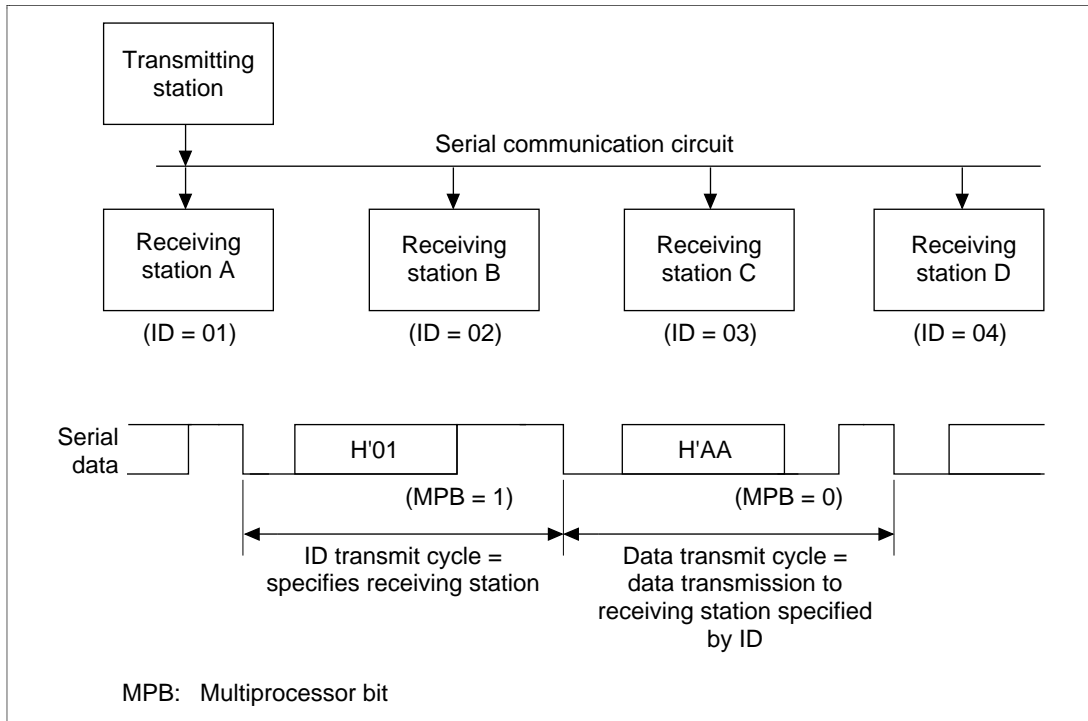 Transmitting
station
Serial communication circuit
Receiving
station A
Receiving
station B
Receiving
station C
Receiving
station D
(ID = 01)
(ID = 02)
(ID = 03)
(ID = 04)
Serial
data
H'01
H'AA
(MPB = 1)
(MPB = 0)
ID transmit cycle =
specifies receiving station
Data transmit cycle =
data transmission to
receiving station specified
by ID
MPB: Multiprocessor bit